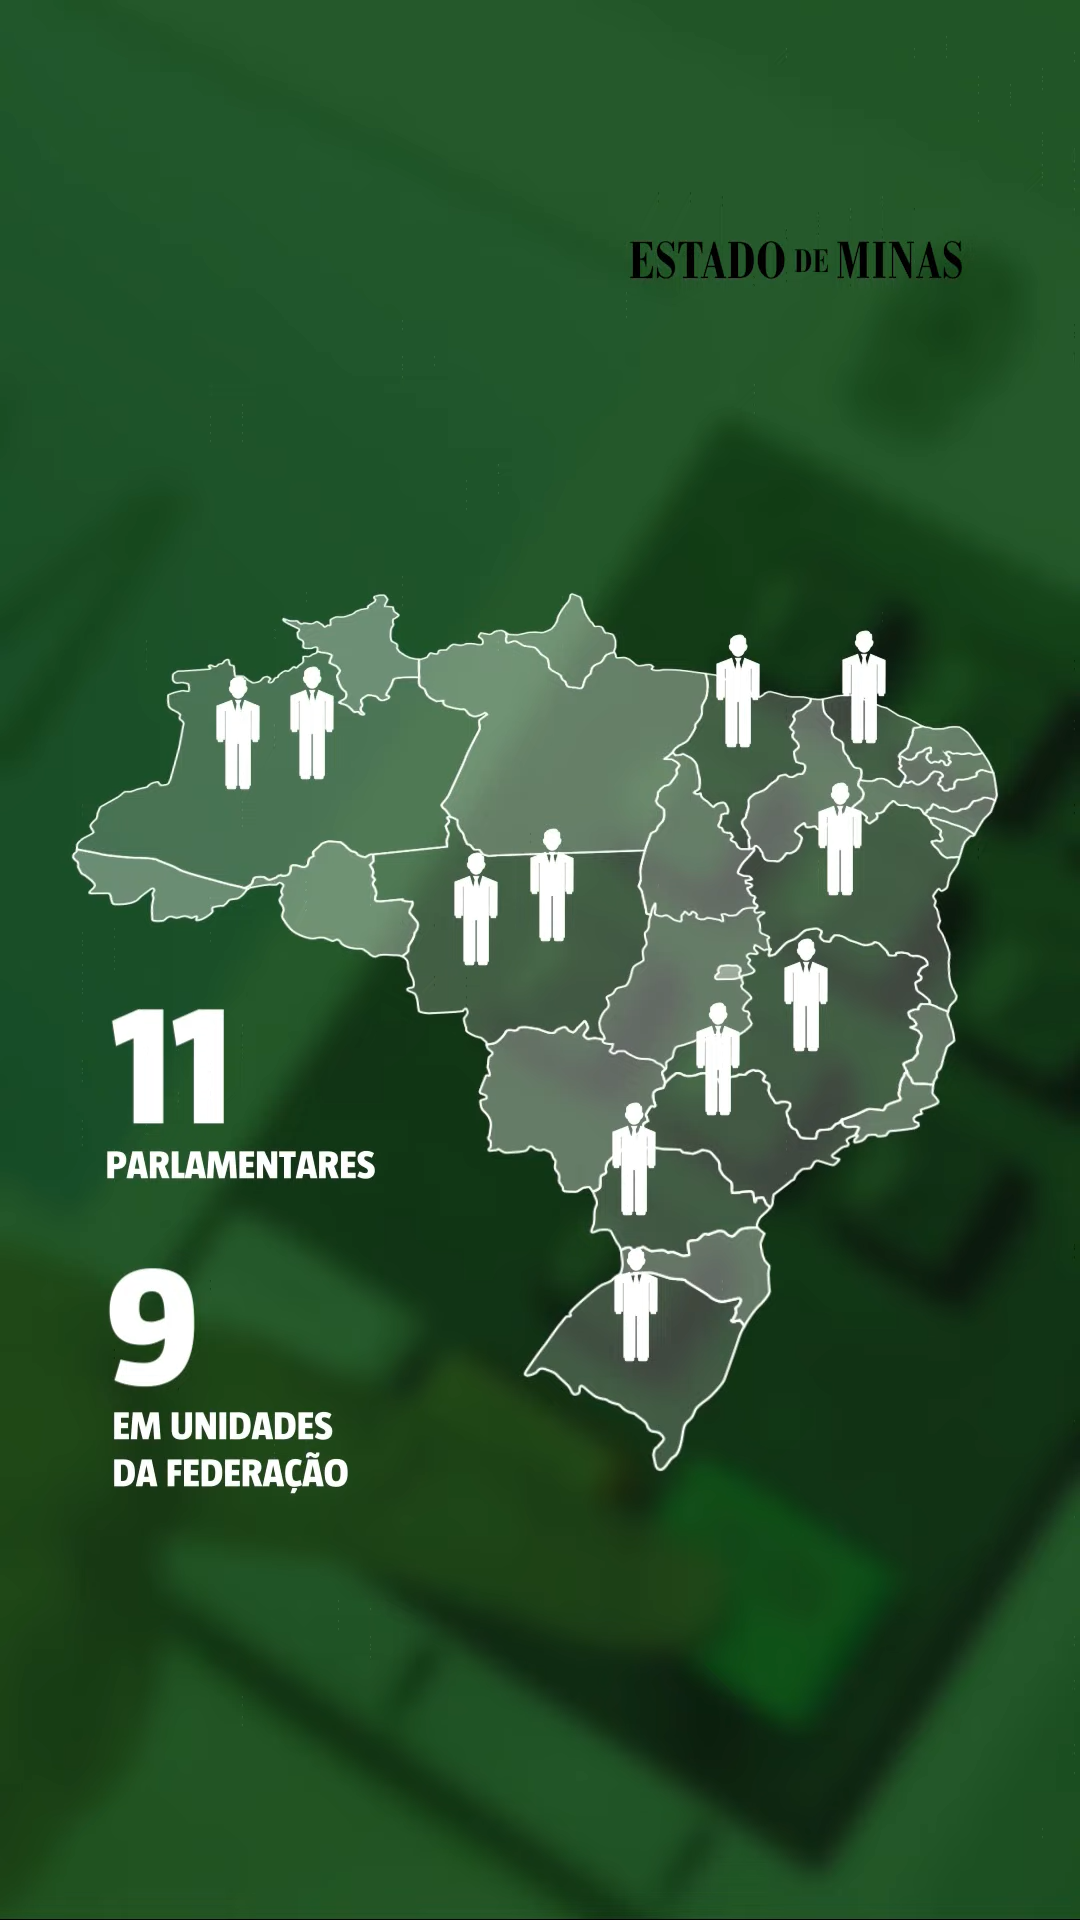 ESTADO DE MINAS
11
PARLAMENTARES
9
EM UNIDADES
DA FEDERAÇÃO